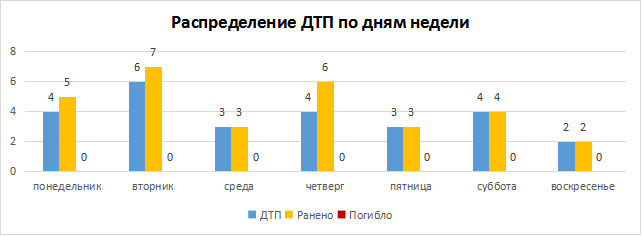 Распределение ДТП по дням недели
8
6
4
2
0
4 5 0
6 7 0
3 3 0
4 6 0
3 3 0
4 4 0
2 2 0
понедельник вторник среда четверг пятница суббота воскресенье
ДТП Ранено Погибло